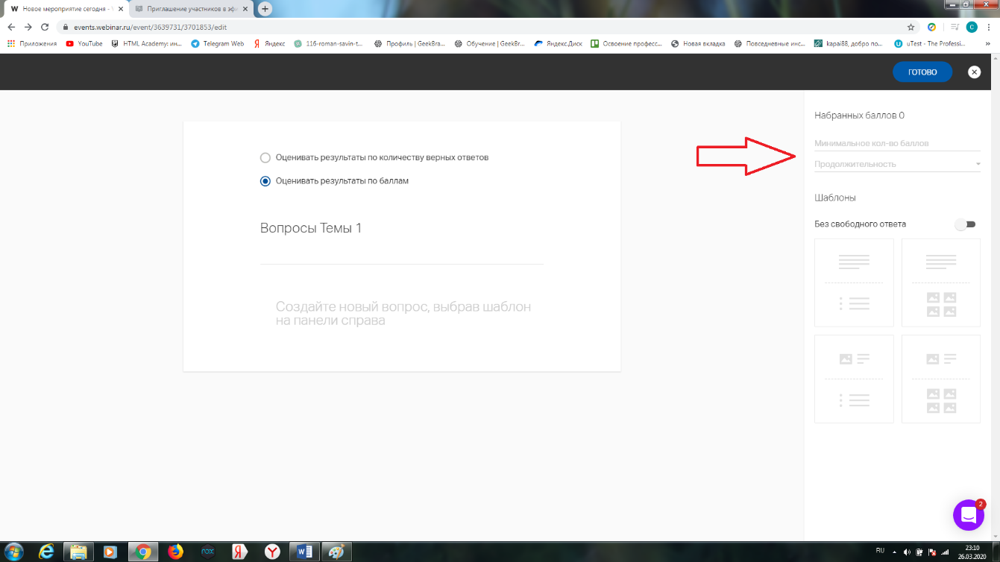 Новое мероприятие сегодня – W
Приглашение участников в эфи
events.webinar.ru/event/3639731/3701853/edit
C
Приложения
YouTube
HTML Academy: ин...
Telegram Web
Яндекс
116-roman-savin-t...
Профиль | GeekBra...
Обучение | GeekBr...
Яндекс.Диск
Освоение професс...
Новая вкладка
Повседневные инс...
kapai88, добро по...
uTest - The Professi...
ГОТОВО
Оценивать результаты по количеству верных ответов
Оценивать результаты по баллам
Вопросы Темы 1
Создайте новый вопрос, выбрав шаблон
на панели справа
Набранных баллов 0
Минимальное кол-во баллов
Продолжительность
Шаблоны
Без свободного ответа
2
nox
RU
23:10
26.03.2020